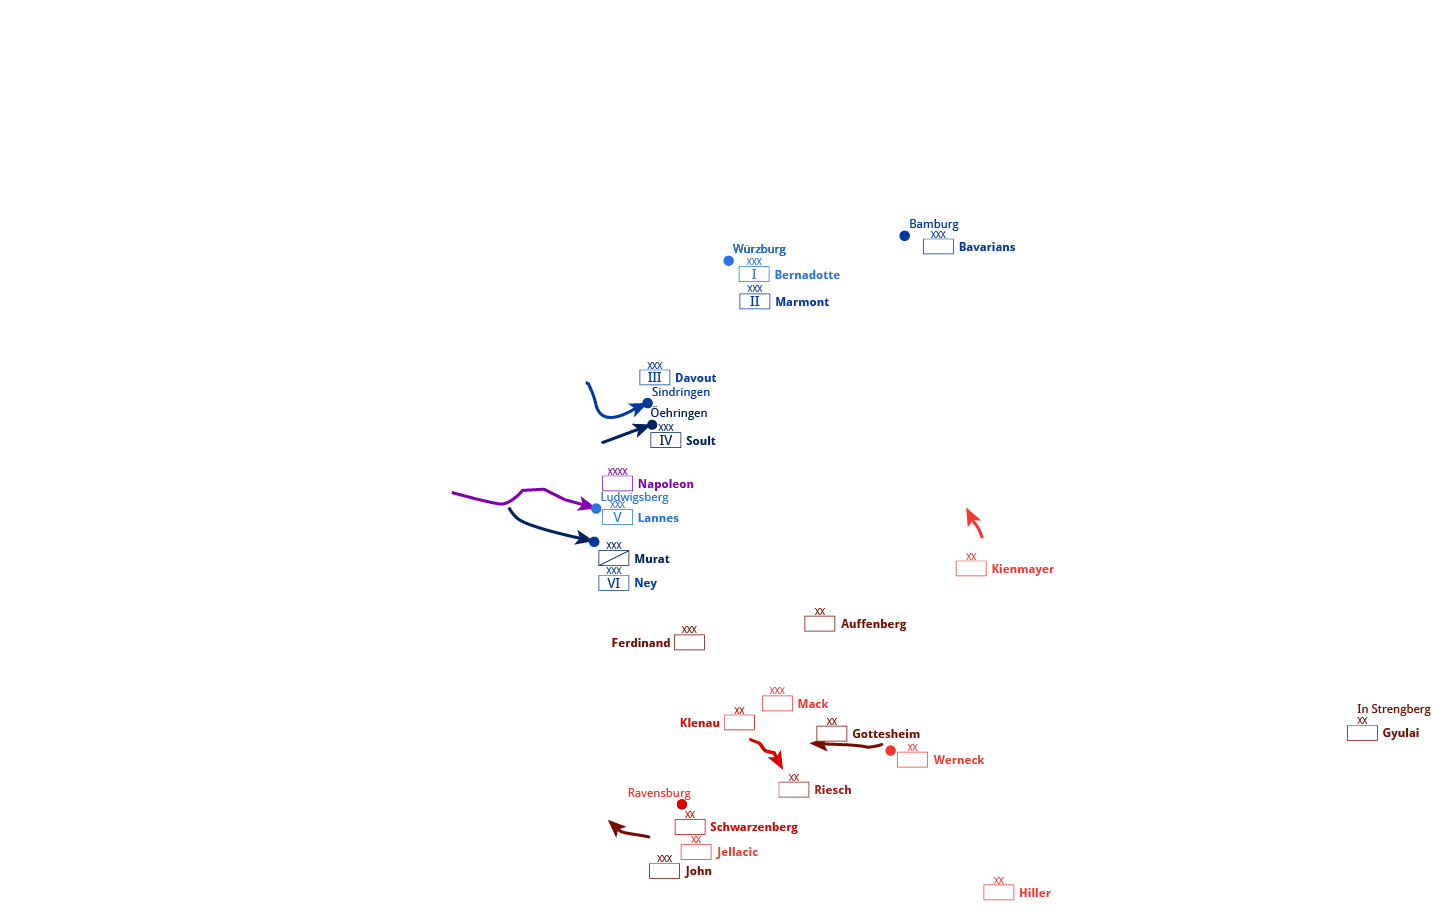 Bamburg
XXX
Bavarians
Würzburg
XXX
I Bernadotte
XXX
II Marmont
XXX
III Davout
Sindringen
Öehringen
XXX
IV Soult
XXXX
Napoleon
Ludwigsberg
XXX
V Lannes
XXX
Murat
XXX
VI Ney
XX
Kienmayer
XX
Auffenberg
XXX
Ferdinand
XXX
Mack
XX
Klenau
XX
Gottesheim
In Strengberg
XX
Gyulai
XX
Werneck
XX
Riesch
Ravensburg
XX
Schwarzenberg
XX
Jellacic
XXX
John
XX
Hiller